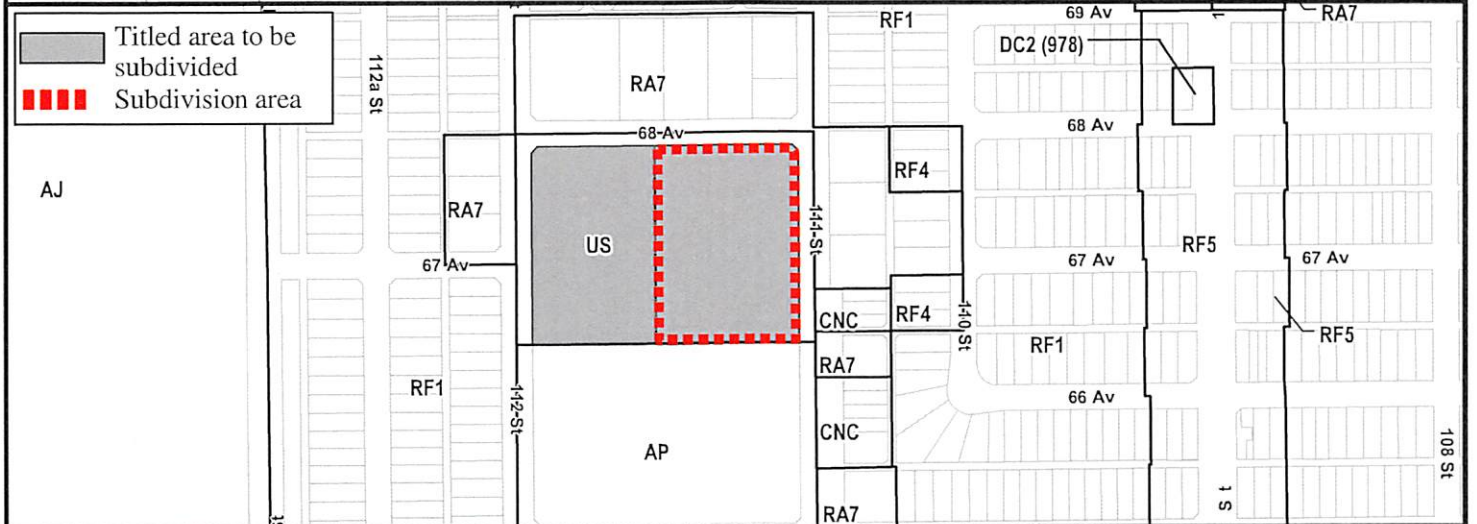 Titled area to be
subdivided
Subdivision area
112a St
RA7
RF1
69 Av
RA7
DC2 (978)
68 Av
68 Av
AJ
RA7
US
111 St
RF4
RF5
67 Av
67 Av
67 Av
RF4
CNC
110 St
RF1
RF5
RA7
RF1
112 St
66 Av
AP
CNC
108 St
St
RA7